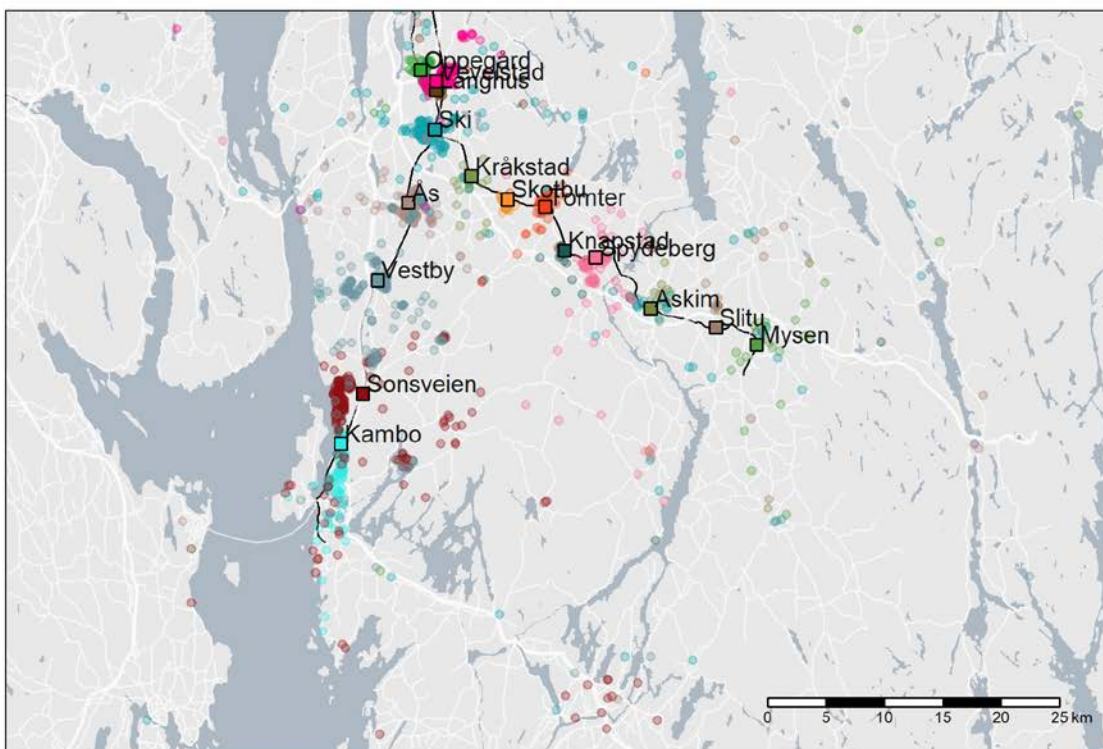 Oppegård
Vevelstad
Langhus
Ski
Kråkstad
Skotbu
Tomter
Ås
Knapstad
Spydeberg
Vestby
Askim
Slitu
Mysen
Sonsveien
Kambo
0 5 10 15 20 25 km